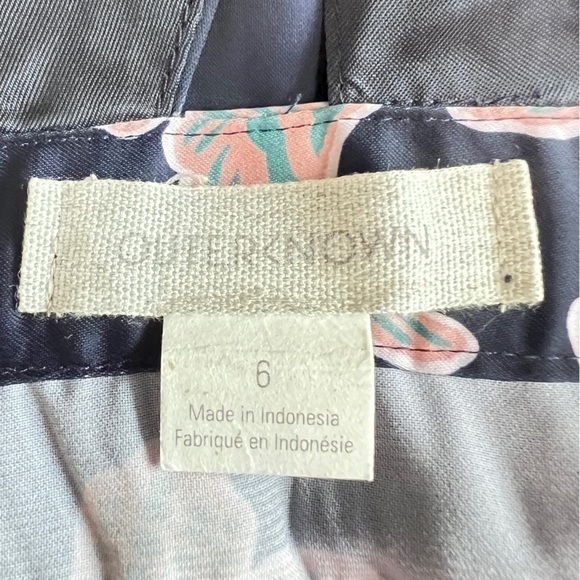 OUTERKNOWN
6
Made in Indonesia
Fabriqué en Indonésie